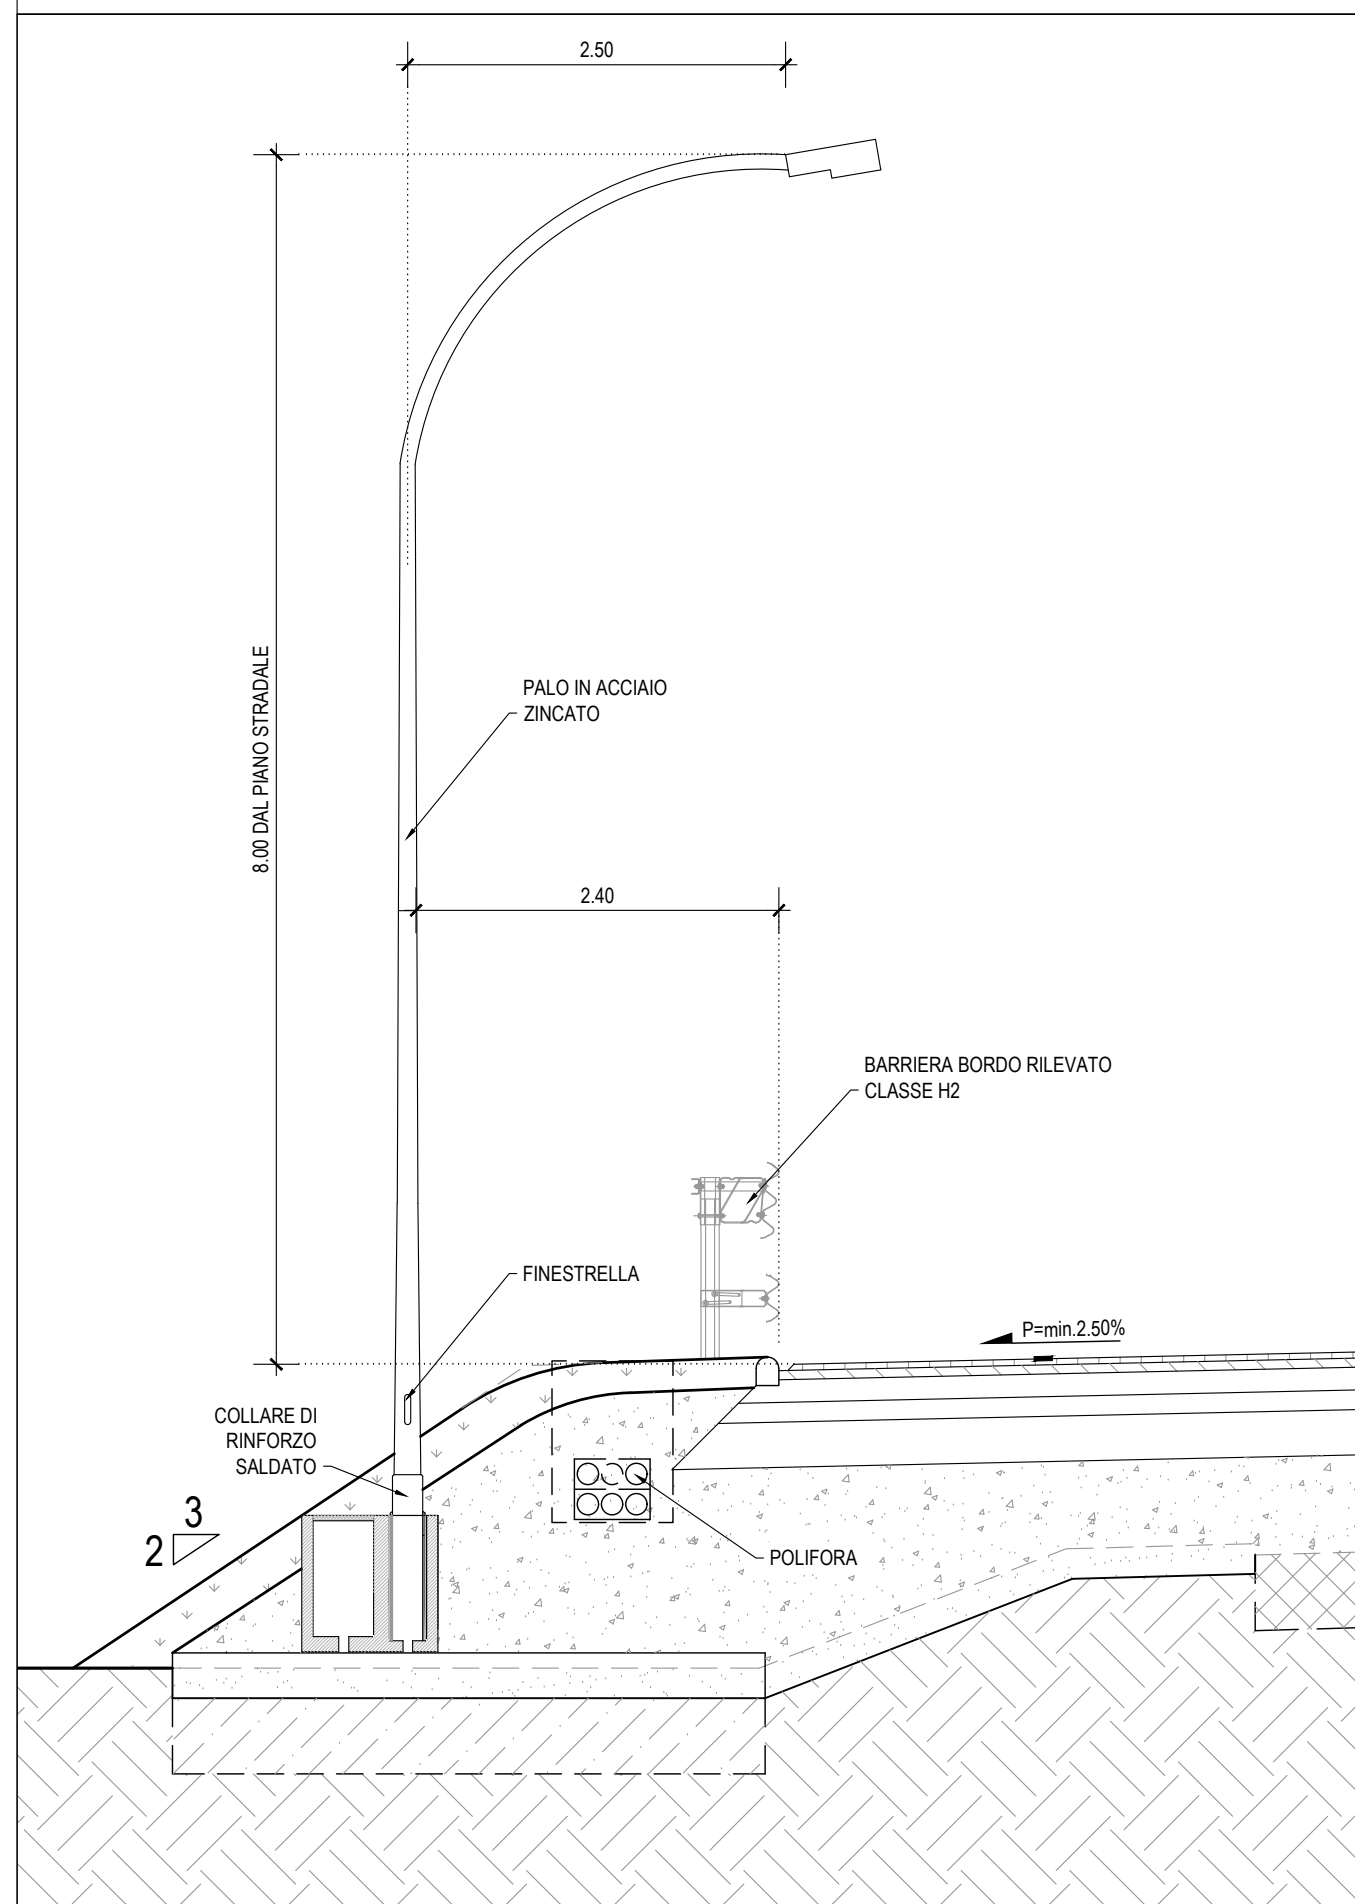 2.50
8.00 DAL PIANO STRADALE
PALO IN ACCIAIO
ZINCATO
2.40
BARRIERA BORDO RILEVATO
CLASSE H2
FINESTRELLA
P=min.2.50%
COLLARE DI
RINFORZO
SALDATO
3
2
POLIFORA